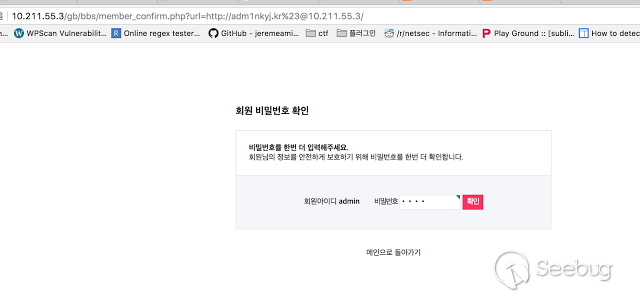 10.211.55.3/gb/bbs/member_confirm.php?url=http://adm1nkyj.kr%23@10.211.55.3/
WPScan Vulnerabilit... Online regex tester... GitHub - jeremeami... ctf 플러그인 /r/netsec - Informati... Play Ground :: [subli... How to detec
회원 비밀번호 확인
비밀번호를 한번 더 입력해주세요.
회원님의 정보를 안전하게 보호하기 위해 비밀번호를 한번 더 확인합니다.
회원아이디 admin 비밀번호 •••• 확인
메인으로 돌아가기
Seebug